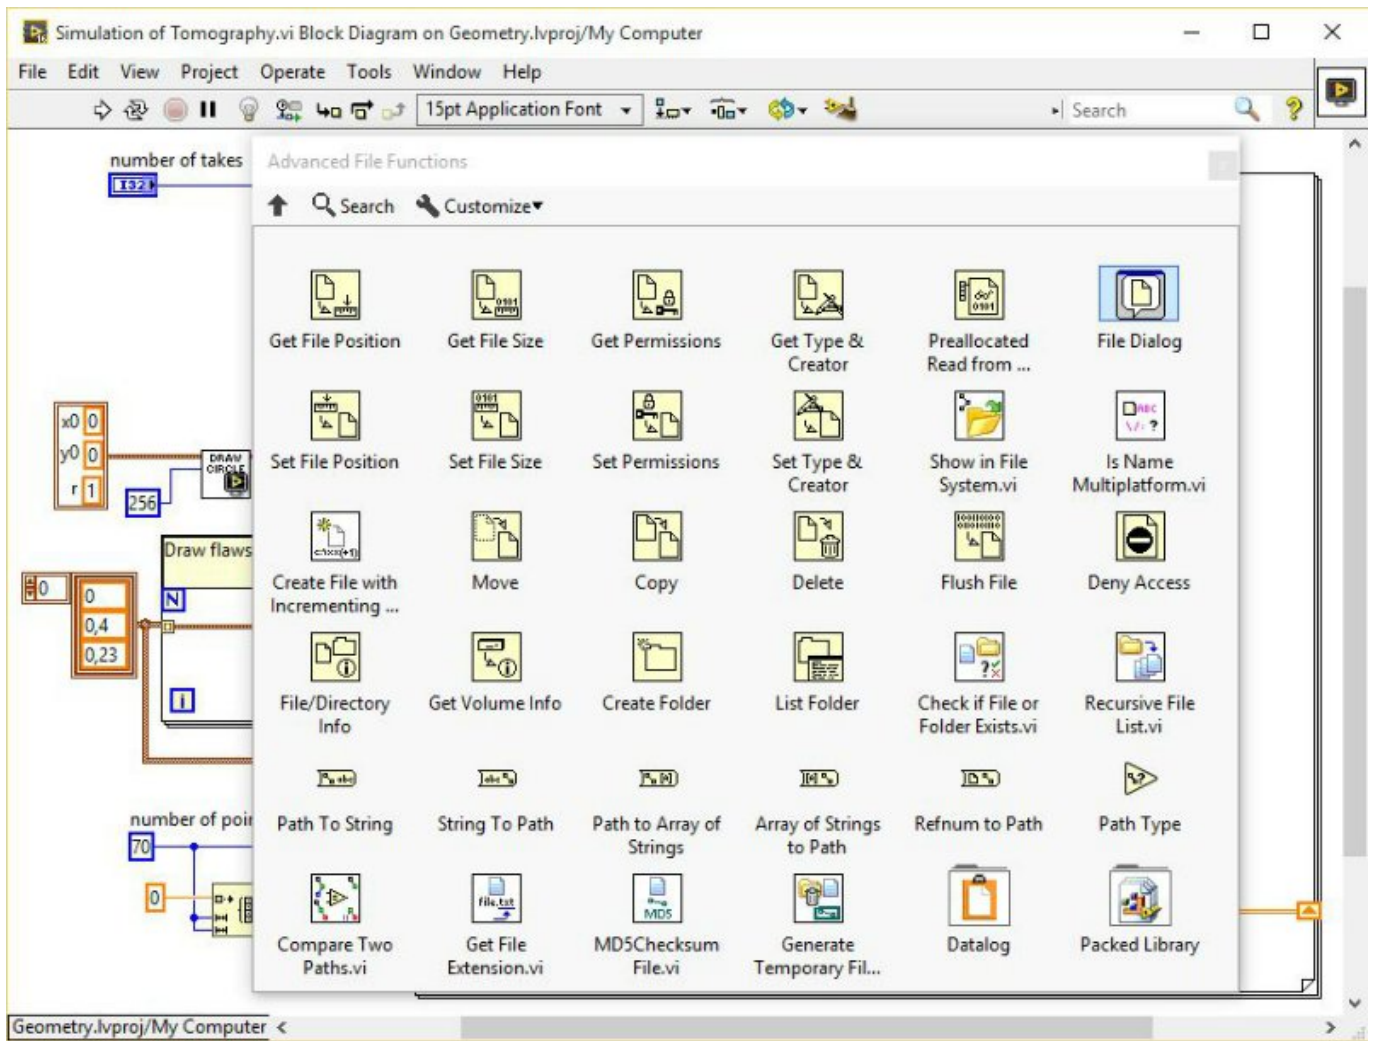 Simulation of Tomography.vi Block Diagram on Geometry.lvproj/My Computer
File Edit View Project Operate Tools Window Help
15pt Application Font
Search
number of takes
I32
Advanced File Functions
Search Customize
Get File Position
Get File Size
Get Permissions
Get Type &
Creator
Preallocated
Read from ...
File Dialog
Set File Position
Set File Size
Set Permissions
Set Type &
Creator
Show in File
System.vi
Is Name
Multiplatform.vi
Create File with
Incrementing ...
Move
Copy
Delete
Flush File
Deny Access
File/Directory
Info
Get Volume Info
Create Folder
List Folder
Check if File or
Folder Exists.vi
Recursive File
List.vi
Path To String
String To Path
Path to Array of
Strings
Array of Strings
to Path
Refnum to Path
Path Type
Compare Two
Paths.vi
file.txt
Get File
Extension.vi
MD5
MD5Checksum
File.vi
Generate
Temporary Fil...
Datalog
Packed Library
x0 0
y0 0
r 1
DRAW
CIRCLE
256
Draw flaws
0
0
0,4
0,23
N
i
number of poi
70
0
Geometry.lvproj/My Computer